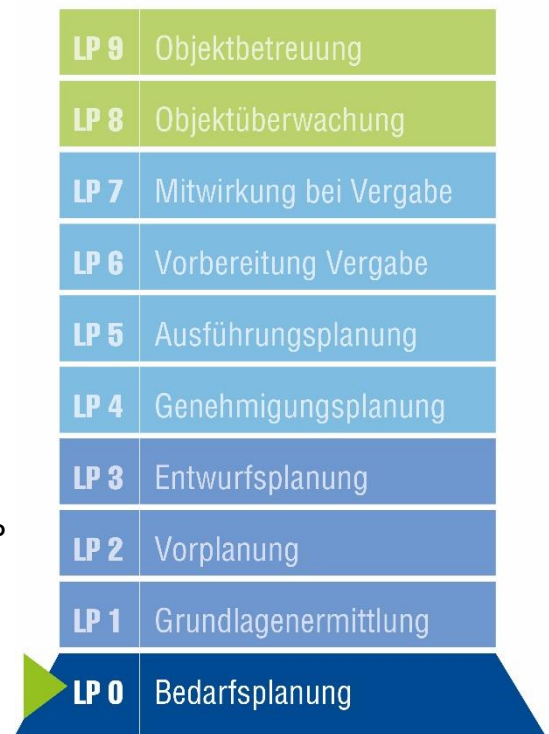 LP 9 Objektbetreuung
LP 8 Objektüberwachung
LP 7 Mitwirkung bei Vergabe
LP 6 Vorbereitung Vergabe
LP 5 Ausführungsplanung
LP 4 Genehmigungsplanung
LP 3 Entwurfsplanung
LP 2 Vorplanung
LP 1 Grundlagenermittlung
LP 0 Bedarfsplanung